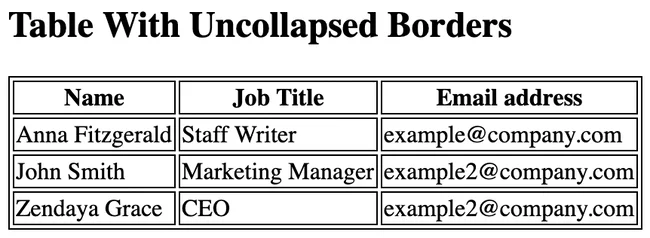 Table With Uncollapsed Borders
Name Job Title Email address
Anna Fitzgerald Staff Writer example@company.com
John Smith Marketing Manager example2@company.com
Zendaya Grace CEO example2@company.com